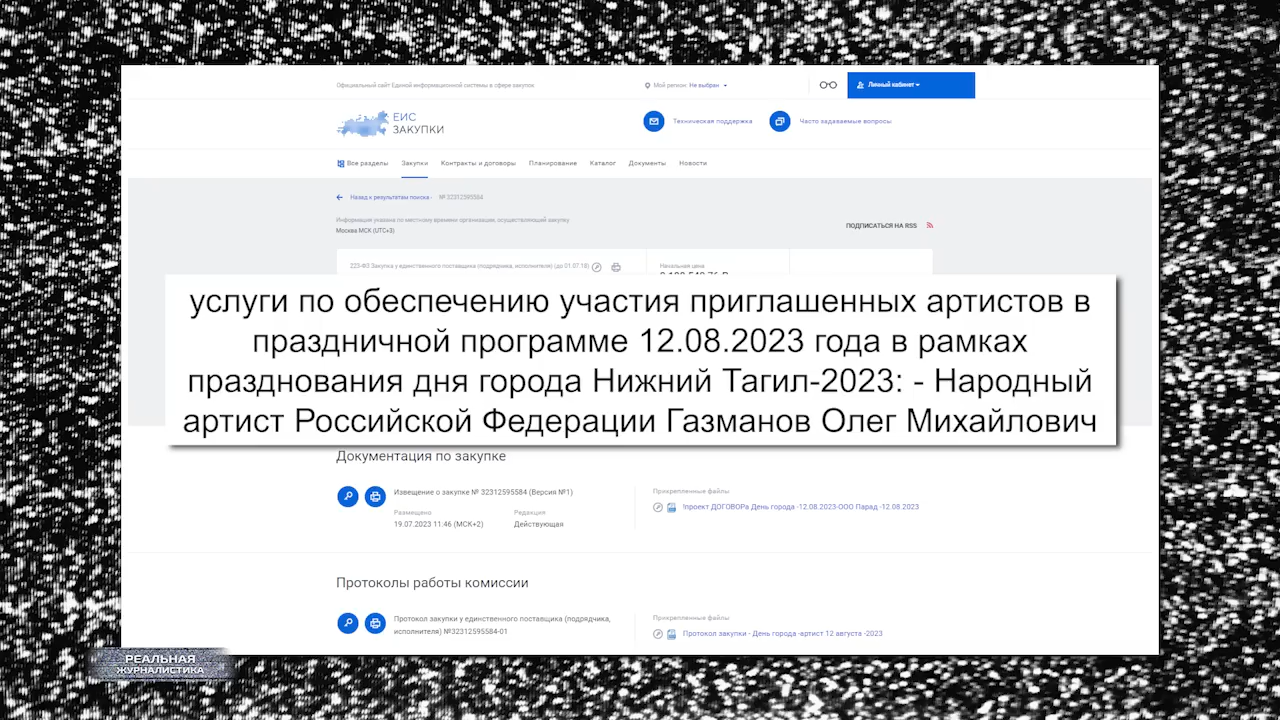 Официальный сайт Единой информационной системы в сфере закупок
Мой регион: Не выбран
Личный кабинет
ЕИС
ЗАКУПКИ
Техническая поддержка
Часто задаваемые вопросы
Все разделы Закупки Контракты и договоры Планирование Каталог Документы Новости
Назад к результатам поиска № 32312595584
Информация указана по местному времени организации, осуществляющей закупку.
Москва МСК (UTC+3)
ПОДПИСАТЬСЯ НА RSS
223-ФЗ Закупка у единственного поставщика (подрядчика, исполнителя) (до 01.07.18)
Начальная цена
услуги по обеспечению участия приглашенных артистов в
праздничной программе 12.08.2023 года в рамках
празднования дня города Нижний Тагил-2023: - Народный
артист Российской Федерации Газманов Олег Михайлович
Документация по закупке
Извещение о закупке № 32312595584 (Версия №1)
Размещено Редакция
19.07.2023 11:46 (МСК+2) Действующая
Прикрепленные файлы
!проект ДОГОВОРа День города -12.08.2023-ООО Парад -12.08.2023
Протоколы работы комиссии
Протокол закупки у единственного поставщика (подрядчика,
исполнителя) №32312595584-01
Прикрепленные файлы
Протокол закупки - День города -артист 12 августа -2023
РЕАЛЬНАЯ
ЖУРНАЛИСТИКА